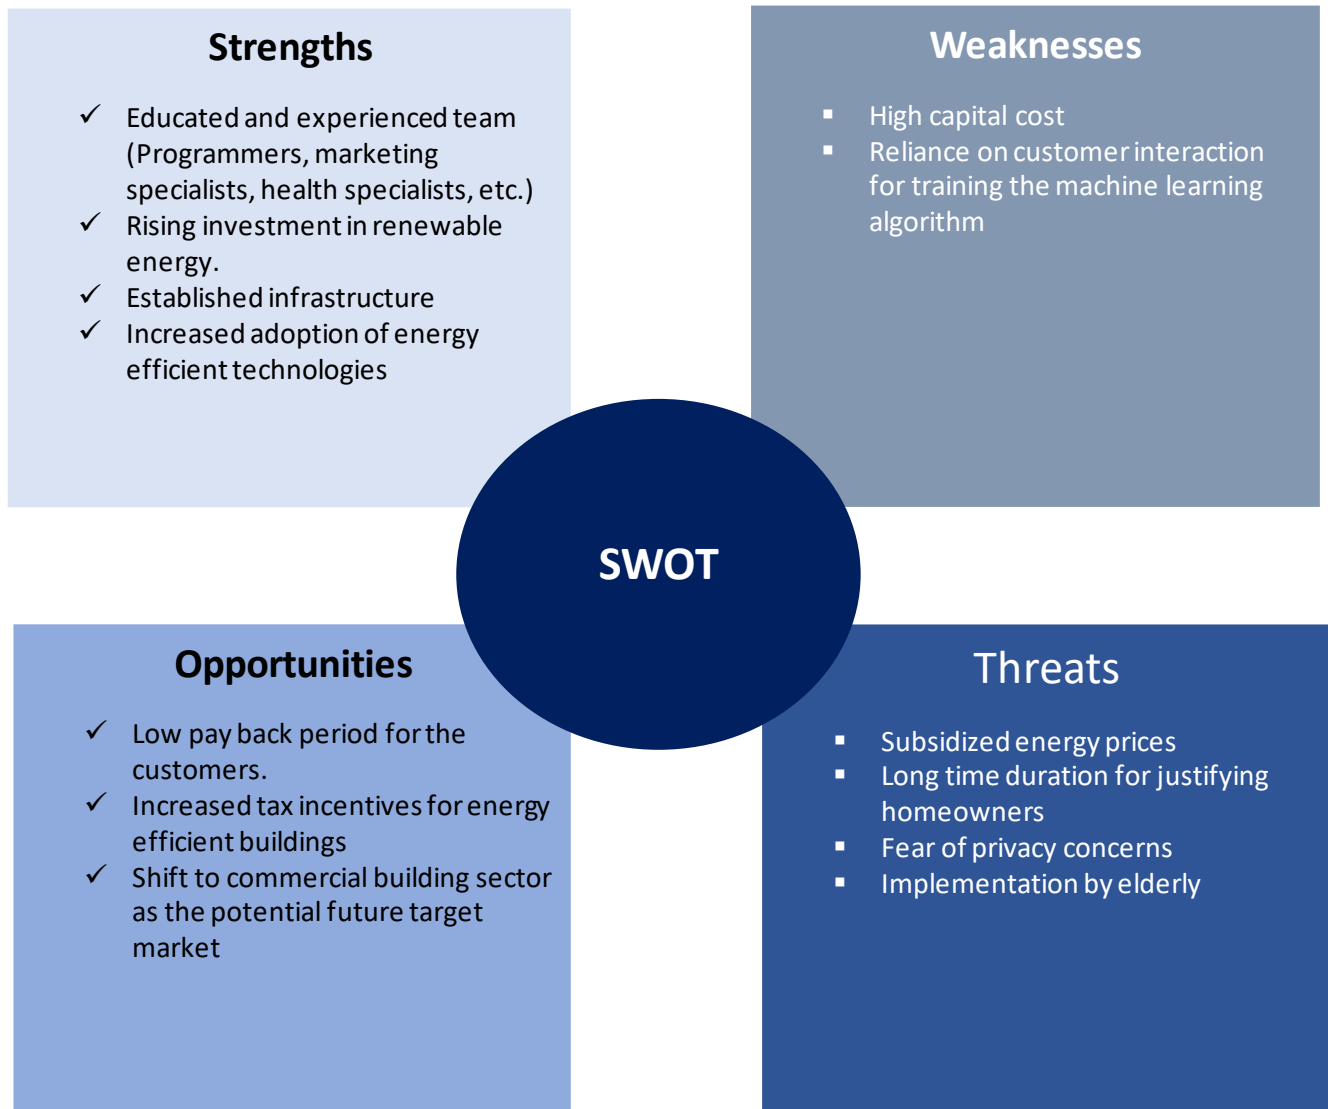 Strengths
✓ Educated and experienced team
(Programmers, marketing
specialists, health specialists, etc.)
✓ Rising investment in renewable
energy.
✓ Established infrastructure
✓ Increased adoption of energy
efficient technologies
Weaknesses
▪ High capital cost
▪ Reliance on customer interaction
for training the machine learning
algorithm
SWOT
Opportunities
✓ Low pay back period for the
customers.
✓ Increased tax incentives for energy
efficient buildings
✓ Shift to commercial building sector
as the potential future target
market
Threats
▪ Subsidized energy prices
▪ Long time duration for justifying
homeowners
▪ Fear of privacy concerns
▪ Implementation by elderly